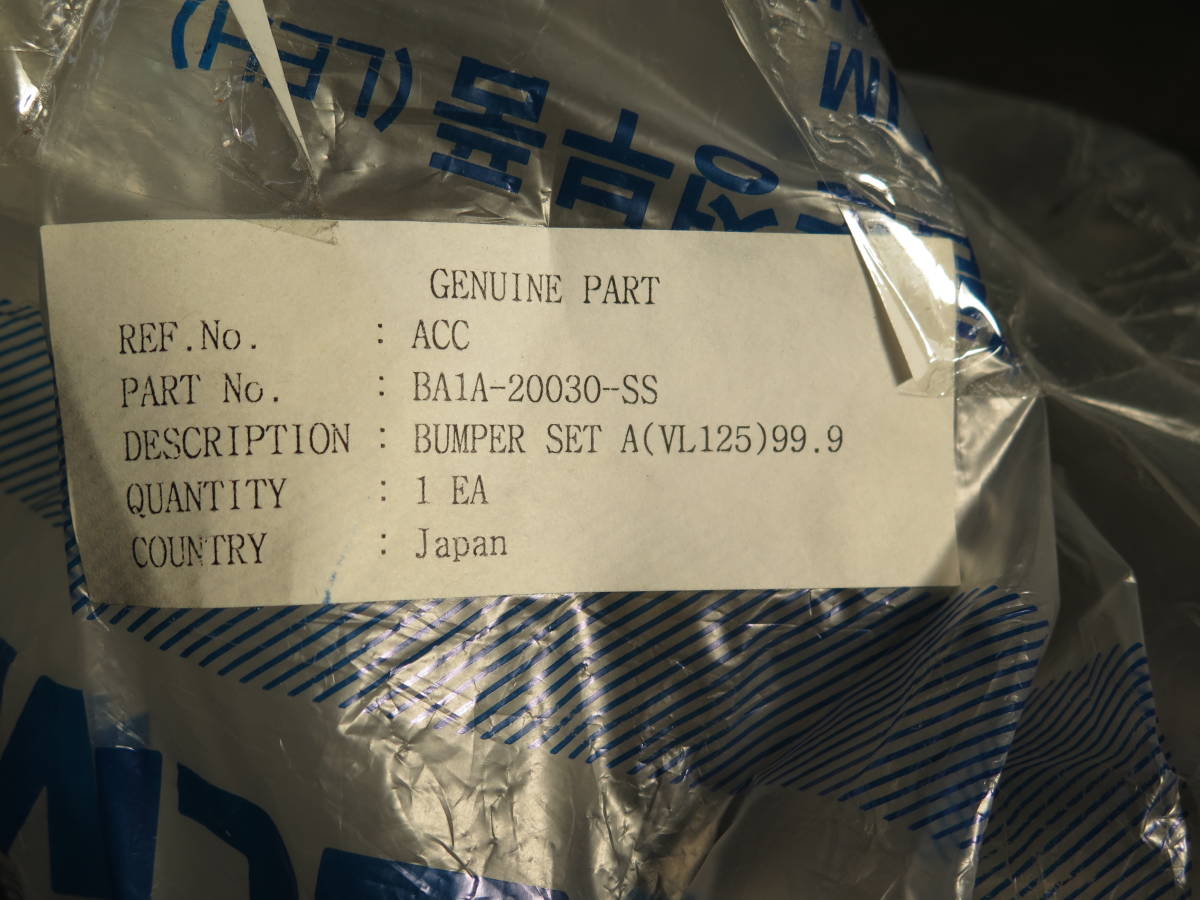 (LEH)
GENUINE PART
REF.No. : ACC
PART No. : BA1A-20030-SS
DESCRIPTION : BUMPER SET A(VL125)99.9
QUANTITY : 1 EA
COUNTRY : Japan